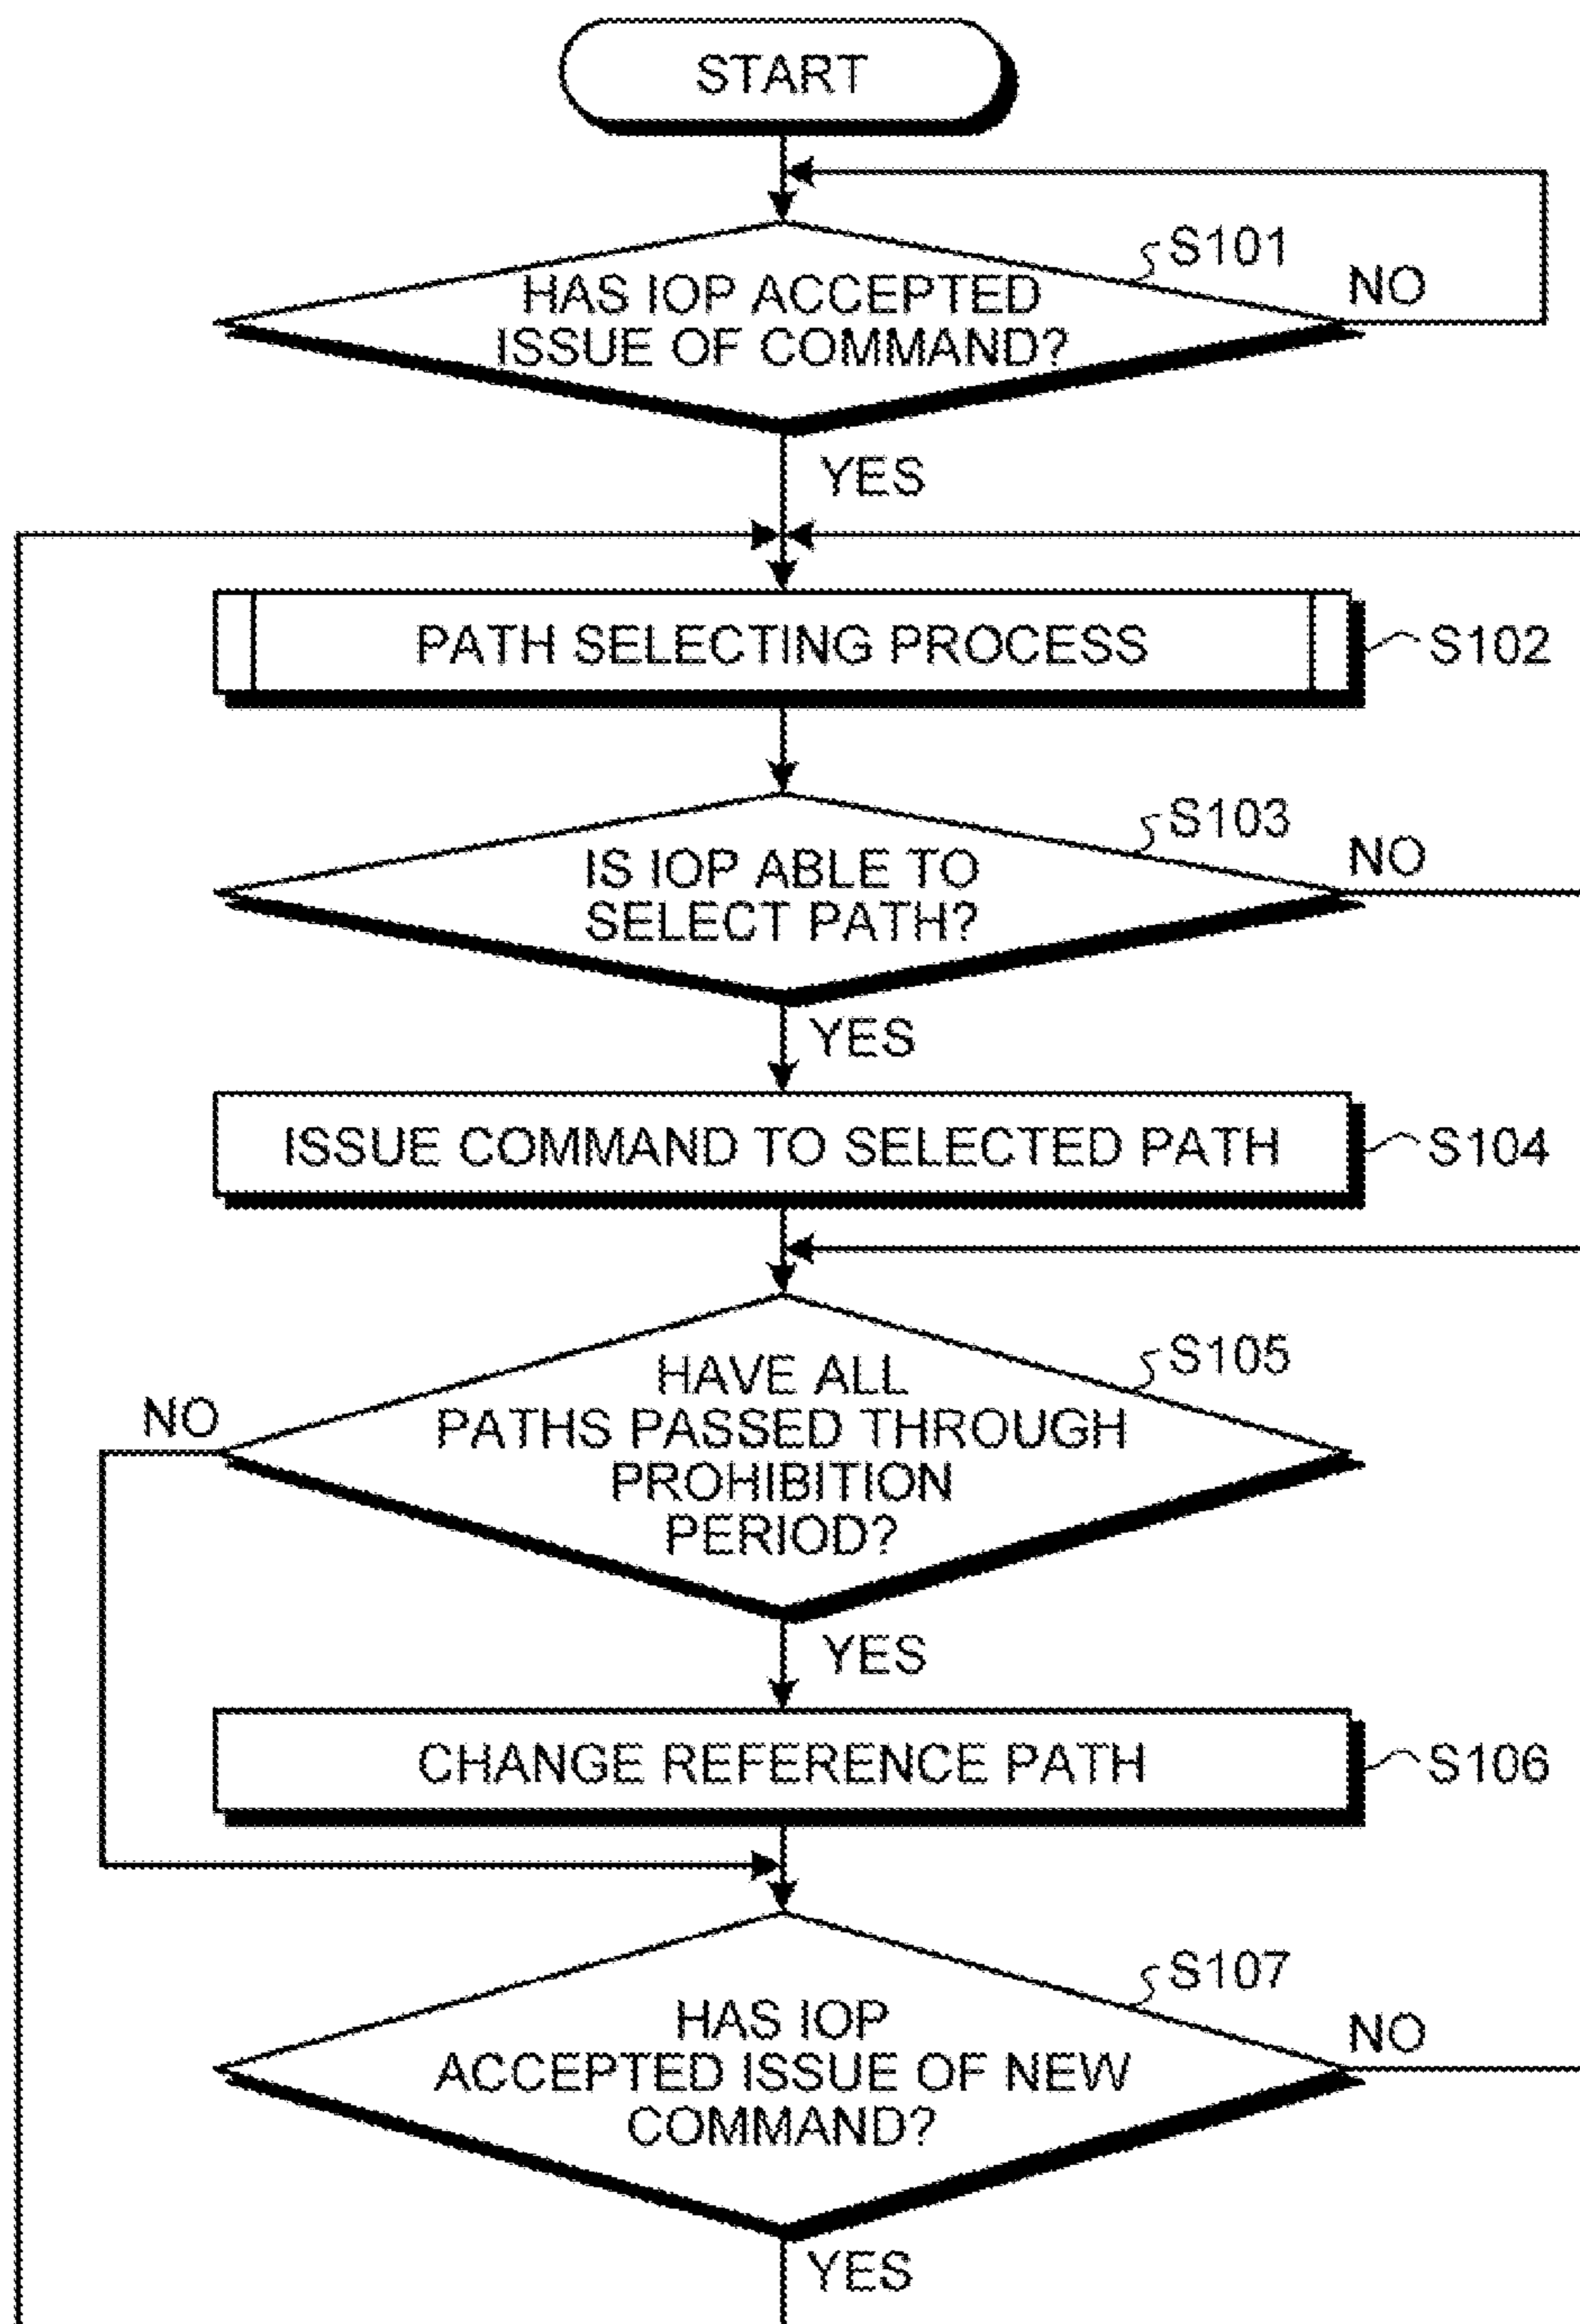 START
S101
HAS IOP ACCEPTED
ISSUE OF COMMAND?
NO
YES
PATH SELECTING PROCESS
S102
S103
IS IOP ABLE TO
SELECT PATH?
NO
YES
ISSUE COMMAND TO SELECTED PATH
S104
S105
HAVE ALL
PATHS PASSED THROUGH
PROHIBITION
PERIOD?
NO
YES
CHANGE REFERENCE PATH
S106
S107
HAS IOP
ACCEPTED ISSUE OF NEW
COMMAND?
NO
YES